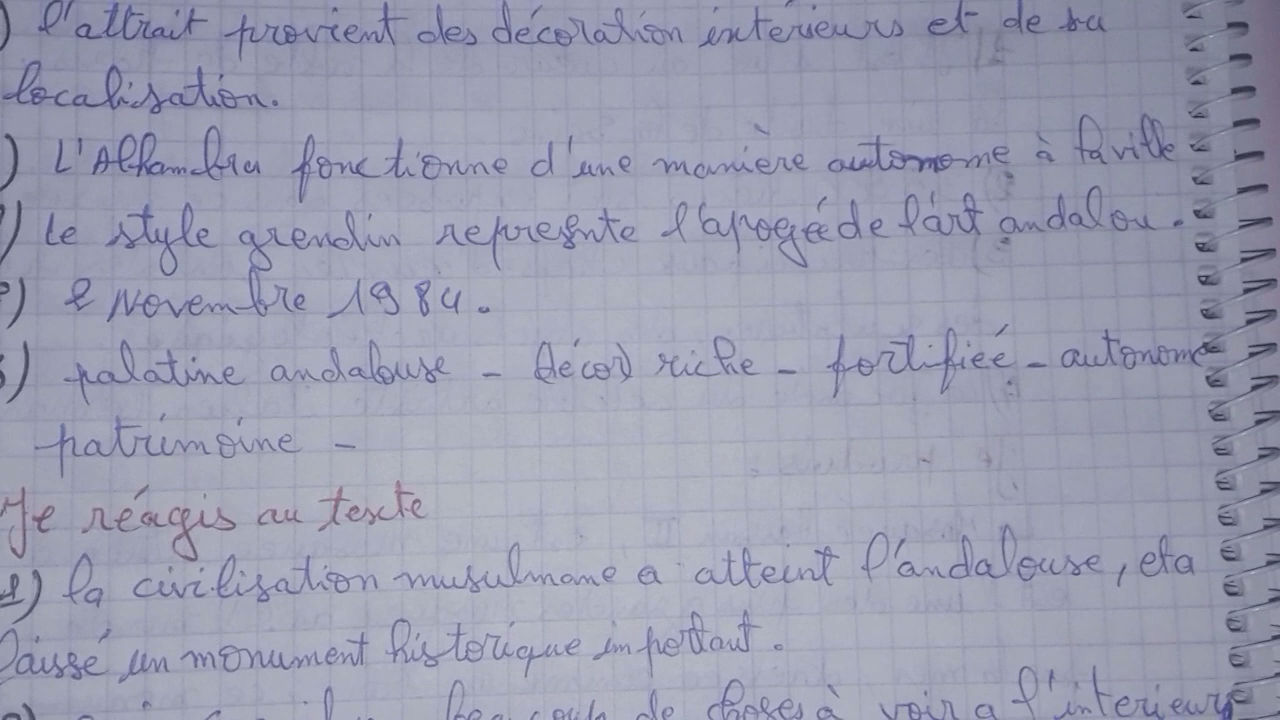 ) l'attrait provient des décoration intérieurs et de sa
localisation.
) L'Alhambra fonctionne d'une manière autonome à la ville
) le style grendin représente l'apogée de l'art andalou.
) 2 Novembre 1984.
) palatine andalouse - décor riche - fortifiée - autonome
patrimoine -
Je réagis au texte
1) la civilisation musulmane a atteint l'andalouse, et a
laissé un monument historique important.
beaucoup de choses à voir a l'interieur